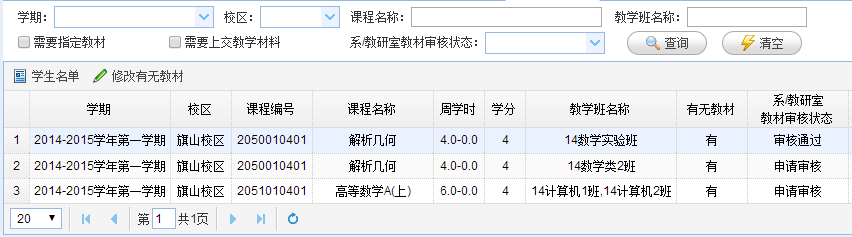 学期: 校区: 课程名称: 教学班名称:
需要指定教材 需要上交教学材料 系/教研室教材审核状态: 查询 清空
学生名单 修改有无教材
学期 校区 课程编号 课程名称 周学时 学分 教学班名称 有无教材 系/教研室
教材审核状态
1 2014-2015学年第一学期 旗山校区 2050010401 解析几何 4.0-0.0 4 14数学实验班 有 审核通过
2 2014-2015学年第一学期 旗山校区 2050010401 解析几何 4.0-0.0 4 14数学类2班 有 申请审核
3 2014-2015学年第一学期 旗山校区 2051010401 高等数学A(上) 6.0-0.0 4 14计算机1班,14计算机2班 有 申请审核
20 第 1 共1页